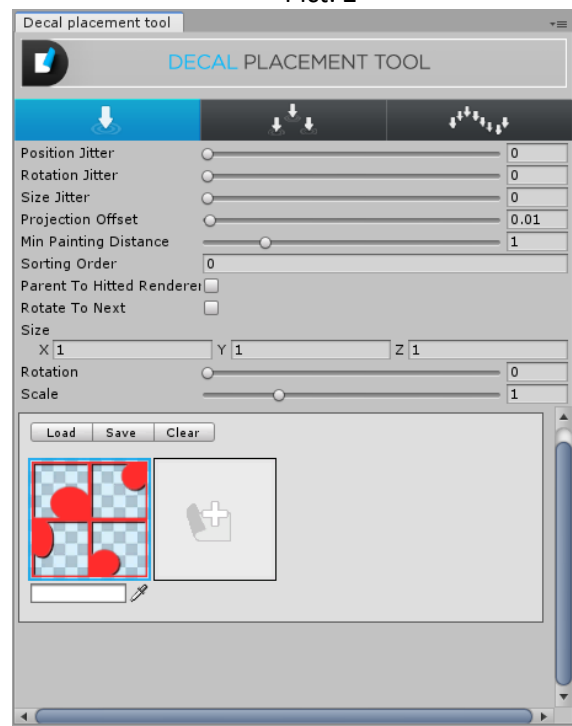 Decal placement tool
DECAL PLACEMENT TOOL
Position Jitter 0
Rotation Jitter 0
Size Jitter 0
Projection Offset 0.01
Min Painting Distance 1
Sorting Order 0
Parent To Hitted Renderer
Rotate To Next
Size
X 1 Y 1 Z 1
Rotation 0
Scale 1
Load Save Clear